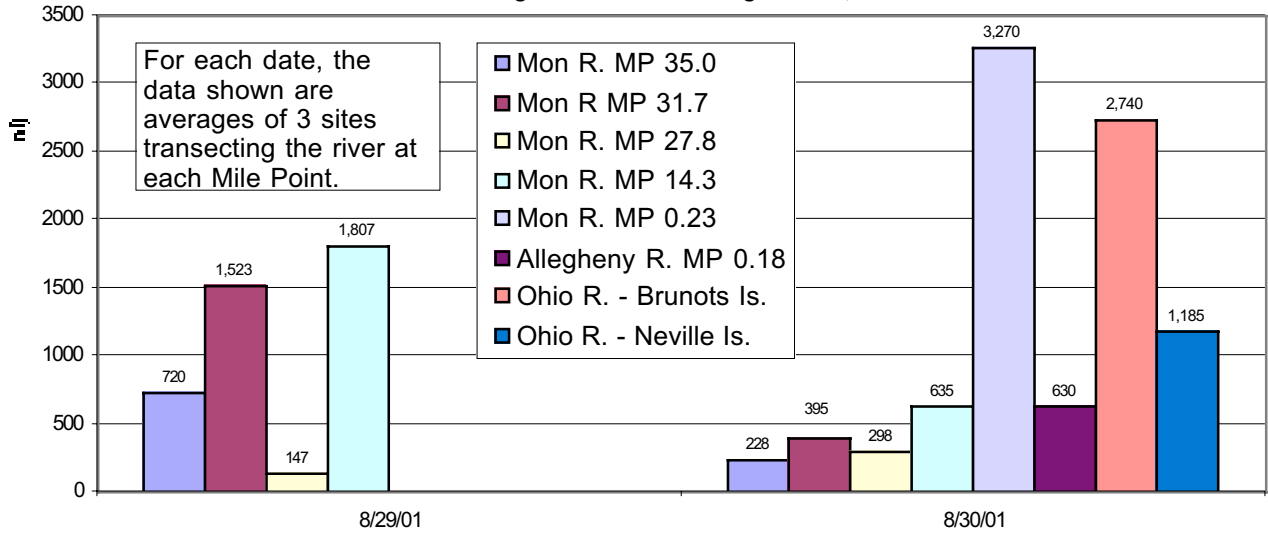 3500
3000
2500
2000
1500
1000
500
0
For each date, the
data shown are
averages of 3 sites
transecting the river at
each Mile Point.
Mon R. MP 35.0
Mon R MP 31.7
Mon R. MP 27.8
Mon R. MP 14.3
Mon R. MP 0.23
Allegheny R. MP 0.18
Ohio R. - Brunots Is.
Ohio R. - Neville Is.
720
1,523
147
1,807
228
395
298
635
3,270
630
2,740
1,185
8/29/01
8/30/01